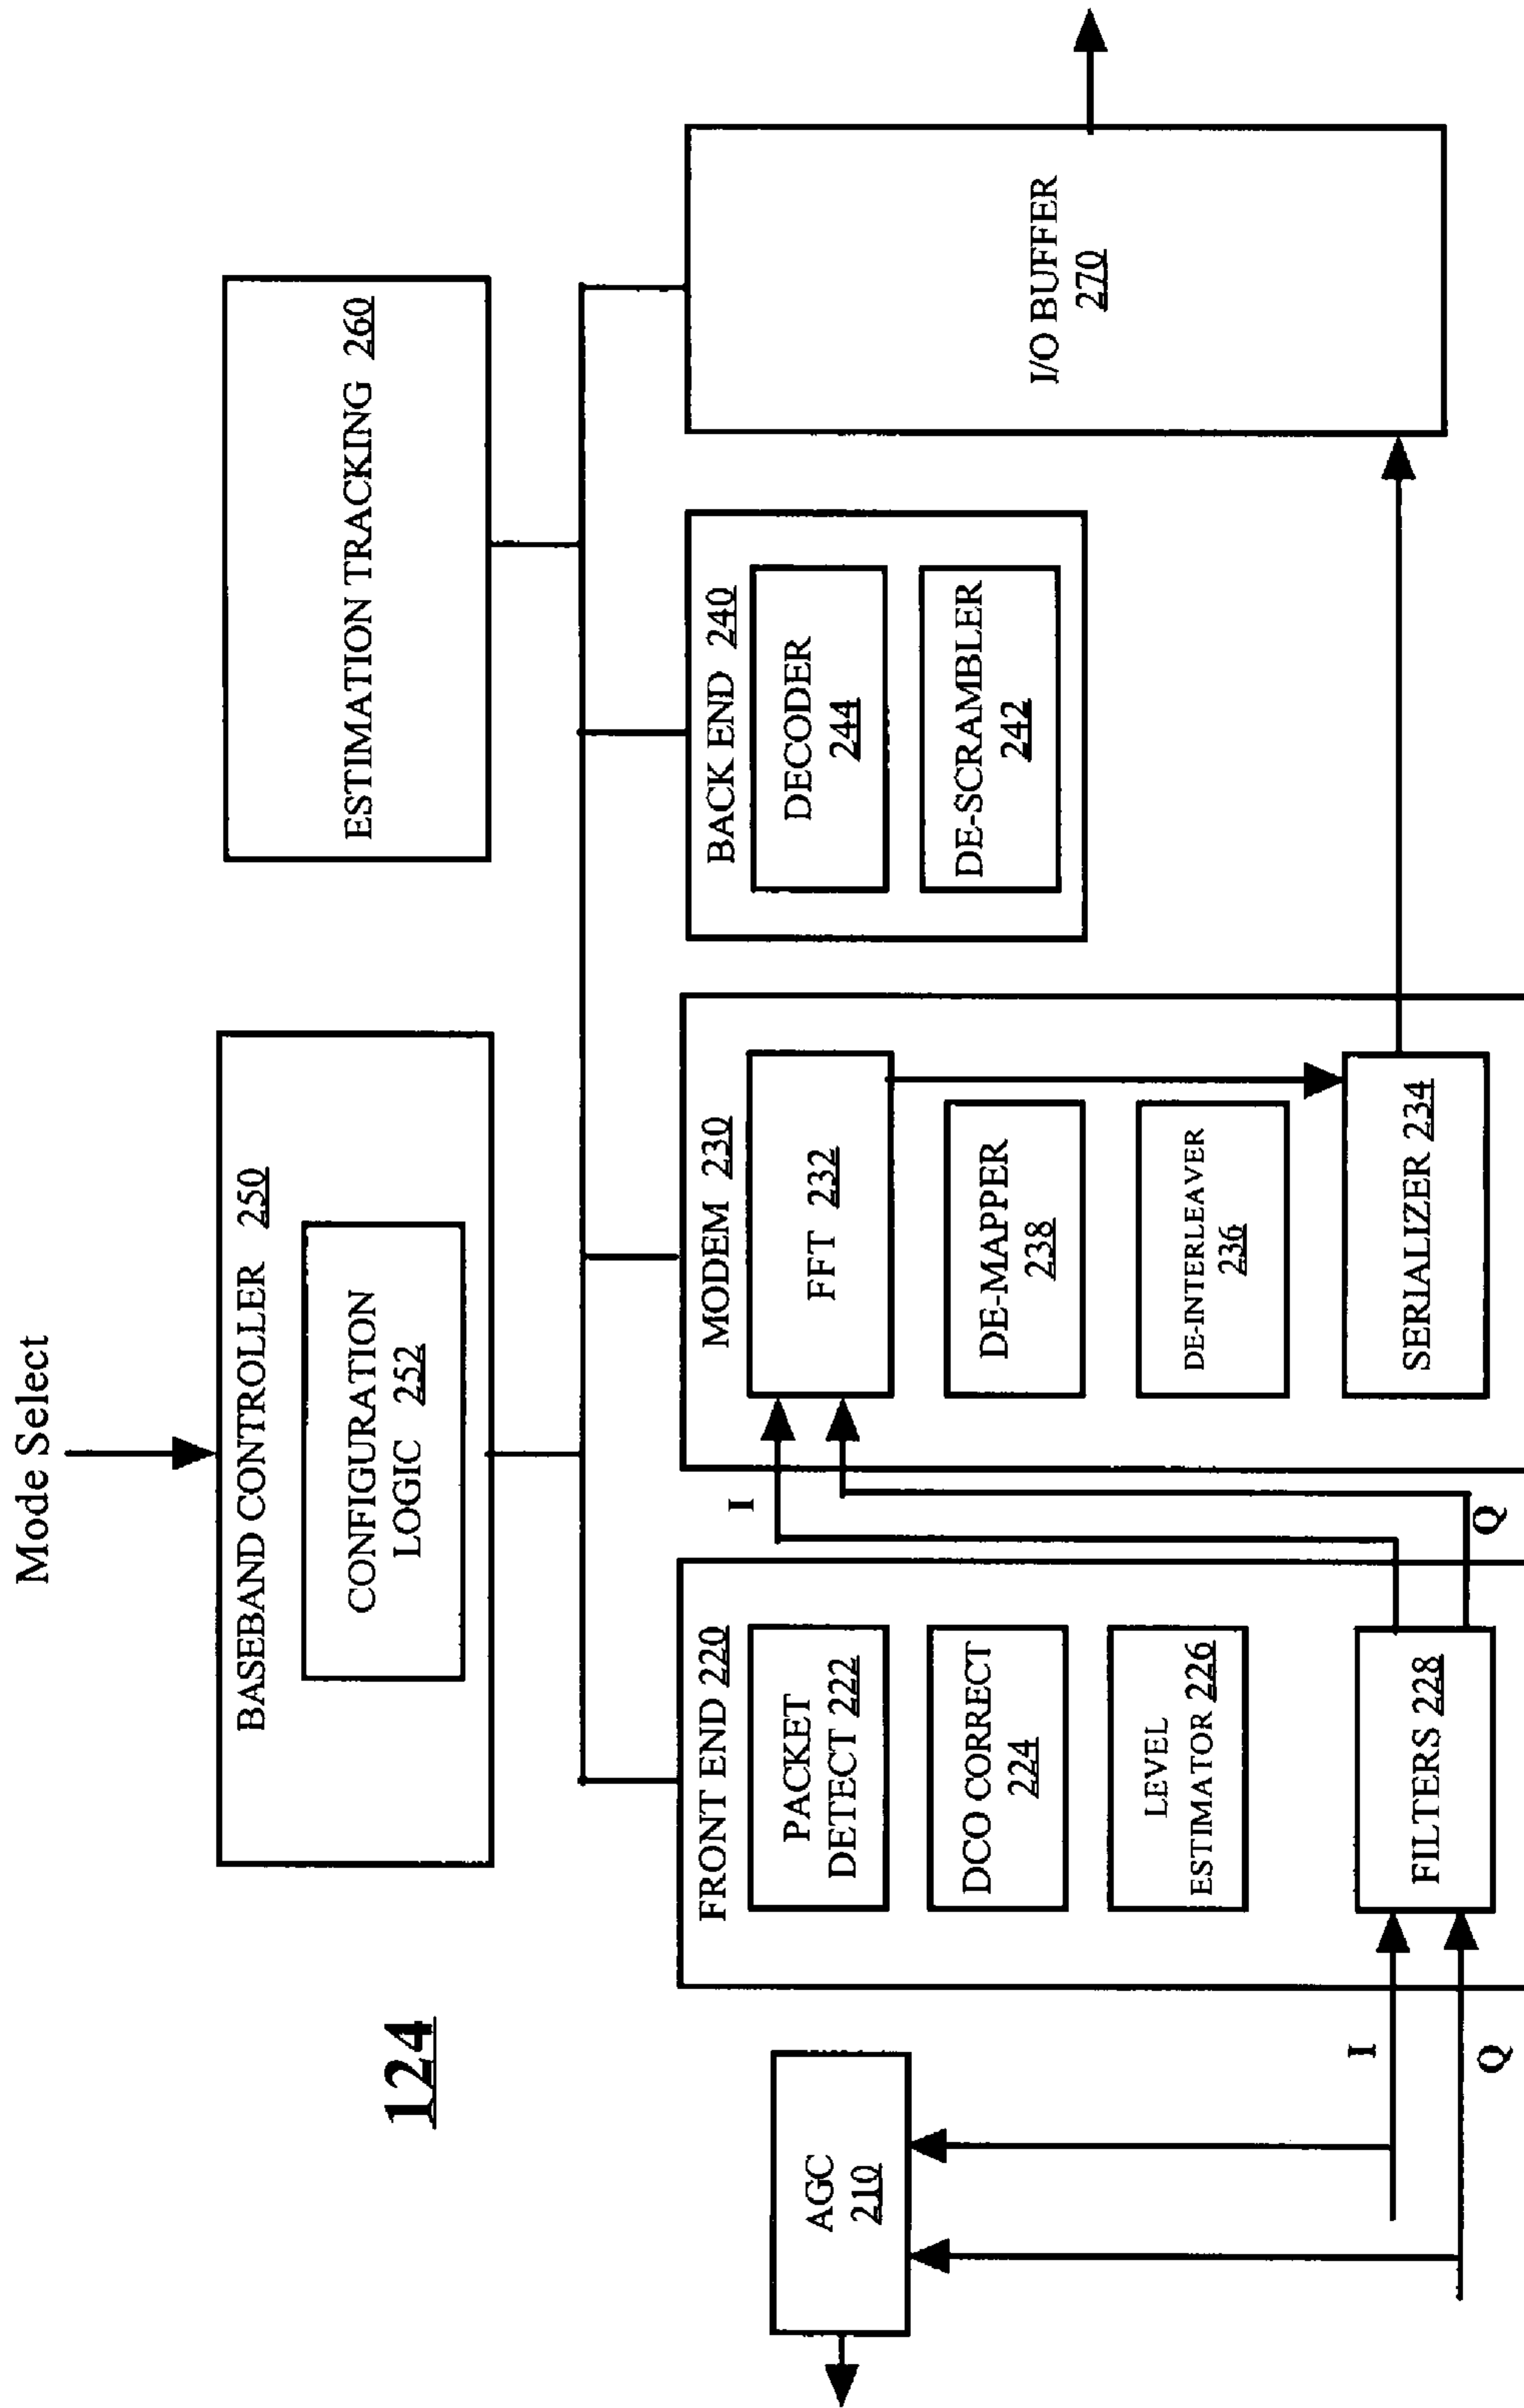 Mode Select
124
BASEBAND CONTROLLER 250
CONFIGURATION
LOGIC 252
ESTIMATION TRACKING 260
AGC
210
I
Q
FRONT END 220
PACKET
DETECT 222
DCO CORRECT
224
LEVEL
ESTIMATOR 226
FILTERS 228
I
Q
MODEM 230
FFT 232
DE-MAPPER
238
DE-INTERLEAVER
236
SERIALIZER 234
BACK END 240
DECODER
244
DE-SCRAMBLER
242
I/O BUFFER
270